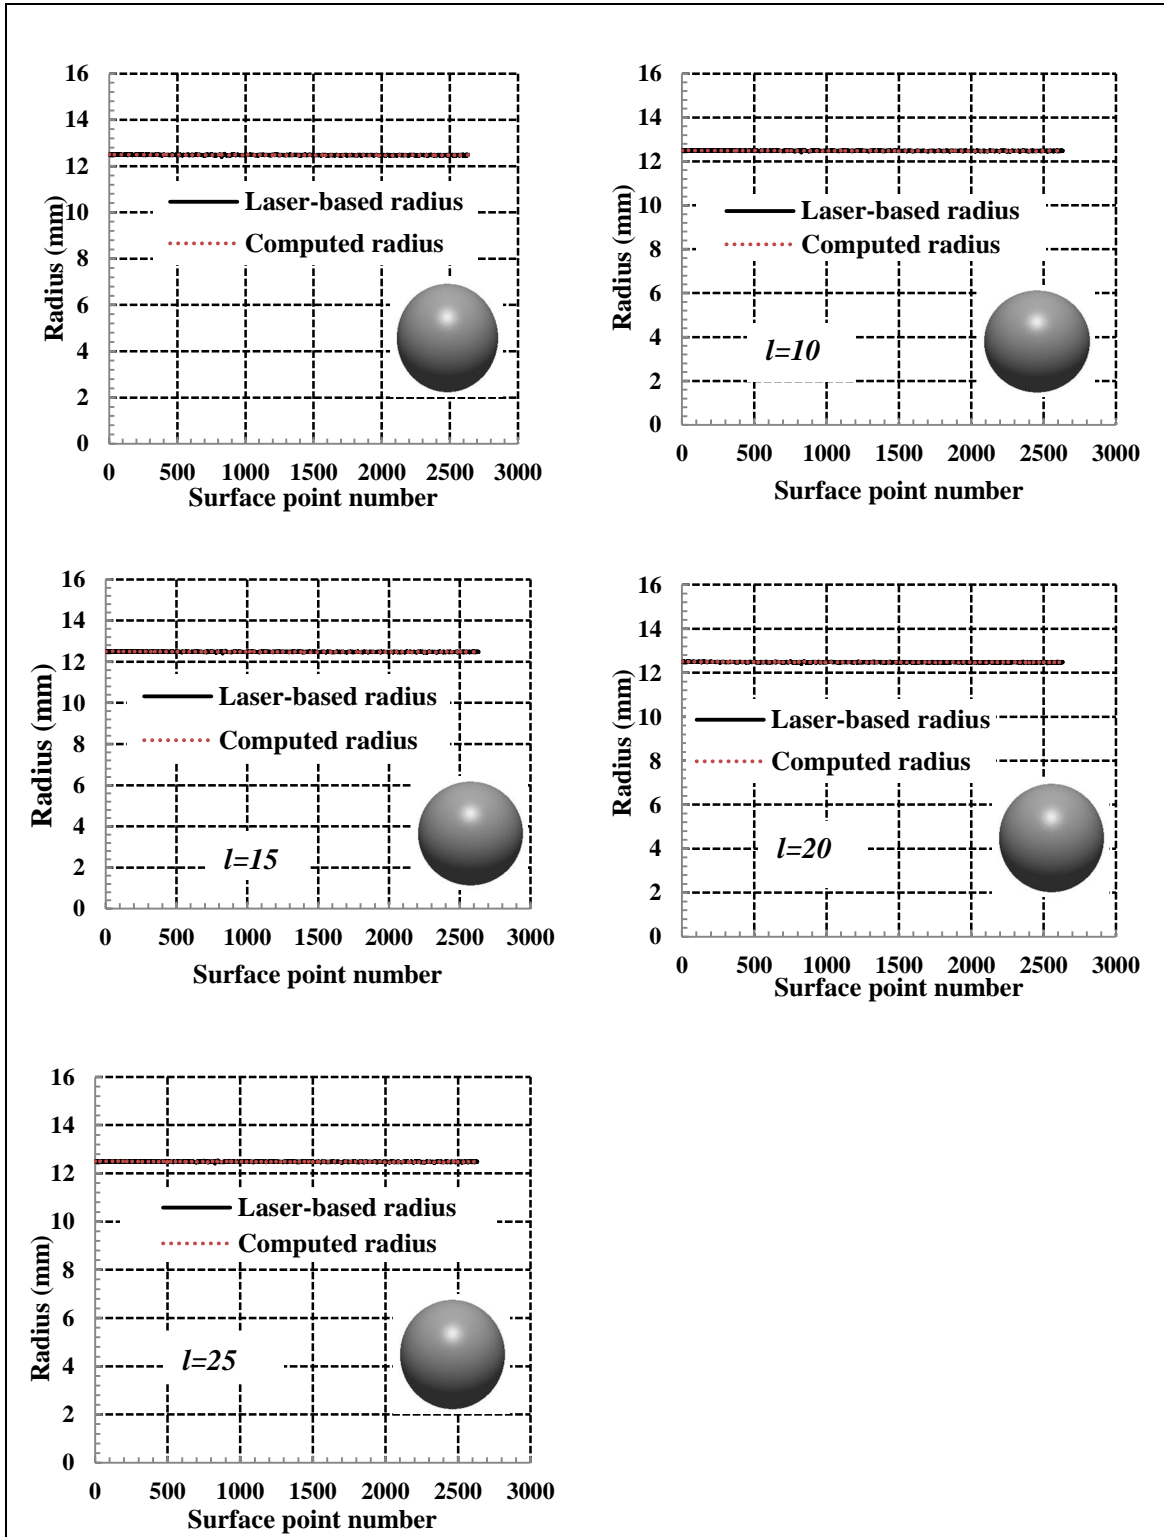 16
14
12
10
8
6
4
2
0
Radius (mm)
Laser-based radius
Computed radius
0 500 1000 1500 2000 2500 3000
Surface point number
16
14
12
10
8
6
4
2
0
Radius (mm)
Laser-based radius
Computed radius
l=10
0 500 1000 1500 2000 2500 3000
Surface point number
16
14
12
10
8
6
4
2
0
Radius (mm)
Laser-based radius
Computed radius
l=15
0 500 1000 1500 2000 2500 3000
Surface point number
16
14
12
10
8
6
4
2
0
Radius (mm)
Laser-based radius
Computed radius
l=20
0 500 1000 1500 2000 2500 3000
Surface point number
16
14
12
10
8
6
4
2
0
Radius (mm)
Laser-based radius
Computed radius
l=25
0 500 1000 1500 2000 2500 3000
Surface point number